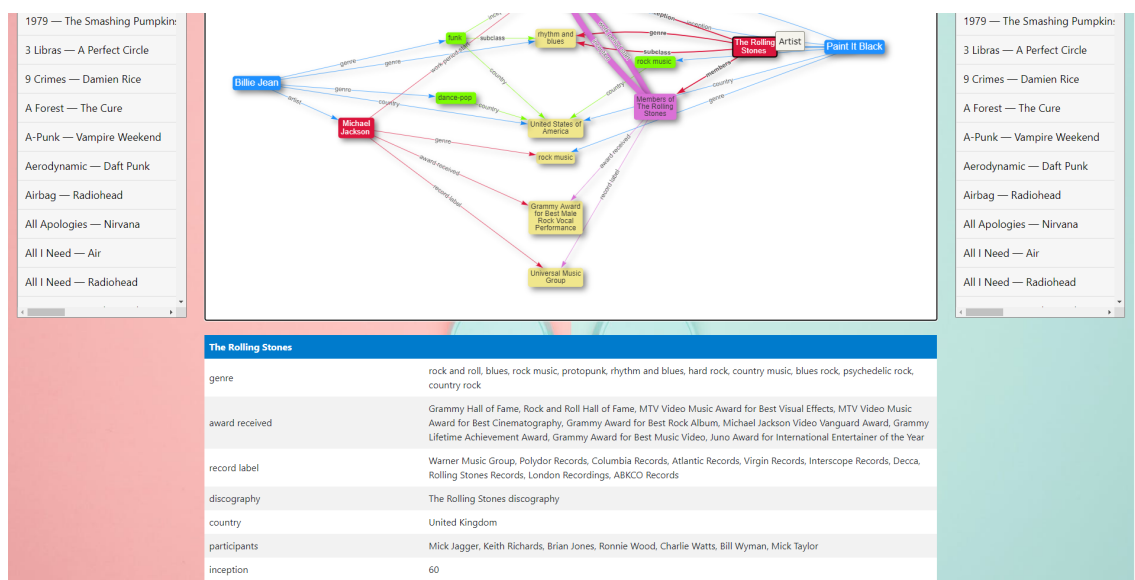 1979 — The Smashing Pumpkins
3 Libras — A Perfect Circle
9 Crimes — Damien Rice
A Forest — The Cure
A-Punk — Vampire Weekend
Aerodynamic — Daft Punk
Airbag — Radiohead
All Apologies — Nirvana
All I Need — Air
All I Need — Radiohead
inception
funk
subclass
rhythm and
blues
genre
subclass
rock music
The Rolling
Stones
Artist
Paint It Black
genre
genre
work period start
country
members
country
country
genre
Billie Jean
genre
dance-pop
country
country
artist
Members of
The Rolling
Stones
Michael
Jackson
United States of
America
genre
rock music
award received
award received
record label
record label
Grammy Award
for Best Male
Rock Vocal
Performance
Universal Music
Group
1979 — The Smashing Pumpkins
3 Libras — A Perfect Circle
9 Crimes — Damien Rice
A Forest — The Cure
A-Punk — Vampire Weekend
Aerodynamic — Daft Punk
Airbag — Radiohead
All Apologies — Nirvana
All I Need — Air
All I Need — Radiohead
The Rolling Stones
genre
rock and roll, blues, rock music, protopunk, rhythm and blues, hard rock, country music, blues rock, psychedelic rock,
country rock
award received
Grammy Hall of Fame, Rock and Roll Hall of Fame, MTV Video Music Award for Best Visual Effects, MTV Video Music
Award for Best Cinematography, Grammy Award for Best Rock Album, Michael Jackson Video Vanguard Award, Grammy
Lifetime Achievement Award, Grammy Award for Best Music Video, Juno Award for International Entertainer of the Year
record label
Warner Music Group, Polydor Records, Columbia Records, Atlantic Records, Virgin Records, Interscope Records, Decca,
Rolling Stones Records, London Recordings, ABKCO Records
discography
The Rolling Stones discography
country
United Kingdom
participants
Mick Jagger, Keith Richards, Brian Jones, Ronnie Wood, Charlie Watts, Bill Wyman, Mick Taylor
inception
60